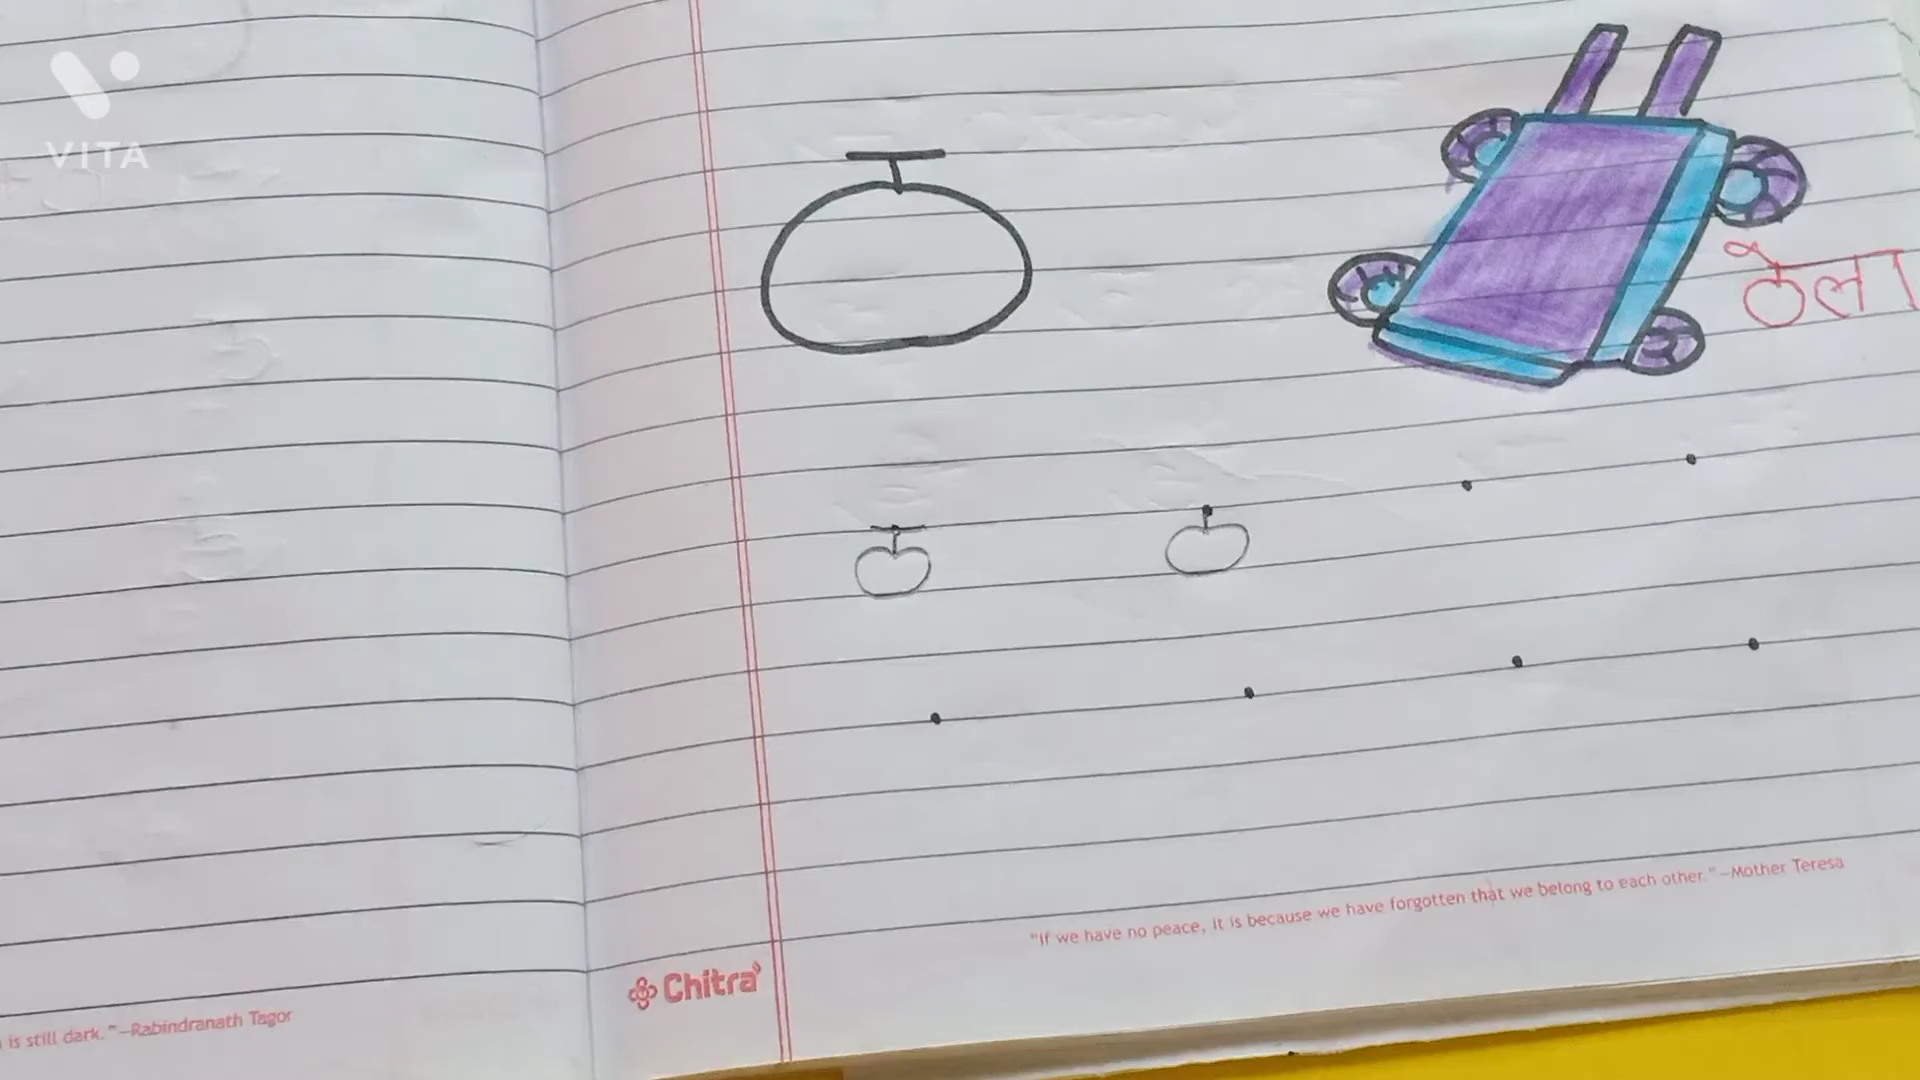 VITA
ठ
ठेला
ठ ठ
"If we have no peace, it is because we have forgotten that we belong to each other."—Mother Teresa
Chitra
is still dark."—Rabindranath Tagor